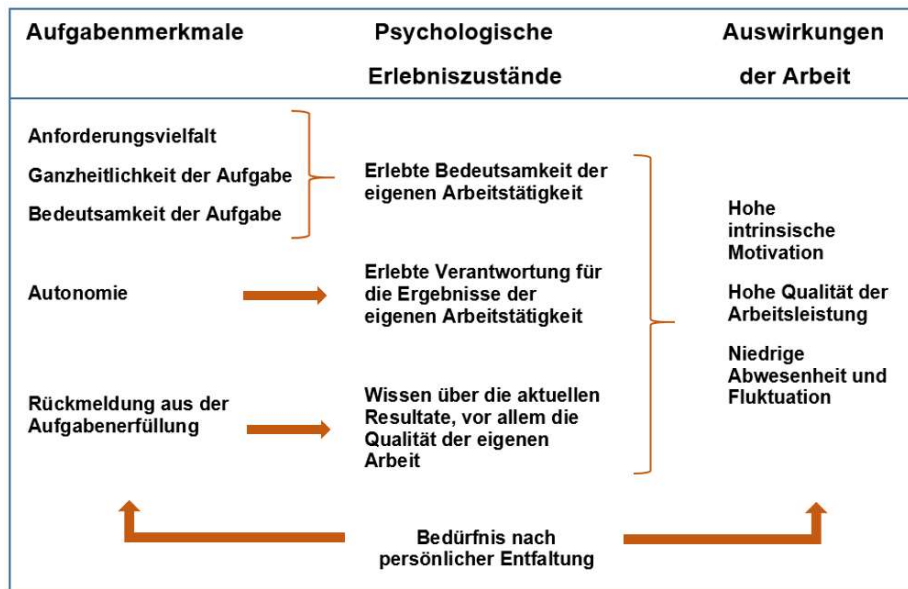 Aufgabenmerkmale
Psychologische
Erlebniszustände
Auswirkungen
der Arbeit
Anforderungsvielfalt
Ganzheitlichkeit der Aufgabe
Bedeutsamkeit der Aufgabe
Erlebte Bedeutsamkeit der
eigenen Arbeitstätigkeit
Autonomie
Erlebte Verantwortung für
die Ergebnisse der
eigenen Arbeitstätigkeit
Rückmeldung aus der
Aufgabenerfüllung
Wissen über die aktuellen
Resultate, vor allem die
Qualität der eigenen
Arbeit
Hohe
intrinsische
Motivation
Hohe Qualität der
Arbeitsleistung
Niedrige
Abwesenheit und
Fluktuation
Bedürfnis nach
persönlicher Entfaltung